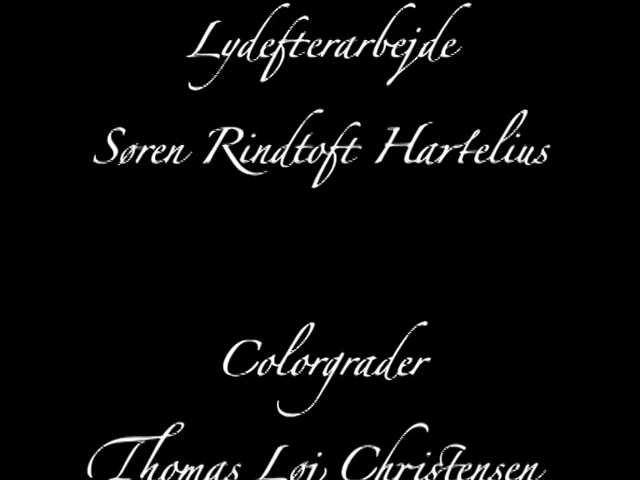 Lydefterarbejde
Søren Rindtoft Hartelius
Colorgrader
Thomas Løj Christensen